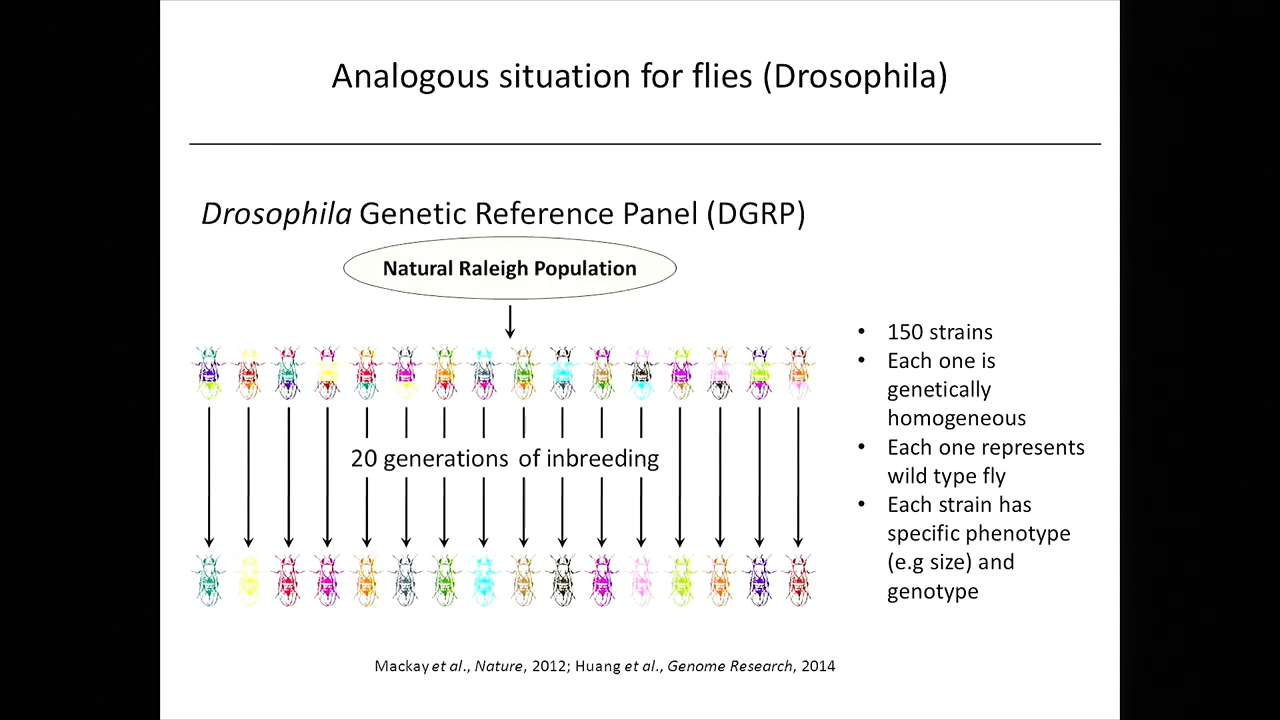 Analogous situation for flies (Drosophila)
Drosophila Genetic Reference Panel (DGRP)
Natural Raleigh Population
20 generations of inbreeding
• 150 strains
• Each one is
genetically
homogeneous
• Each one represents
wild type fly
• Each strain has
specific phenotype
(e.g size) and
genotype
Mackay et al., Nature, 2012; Huang et al., Genome Research, 2014